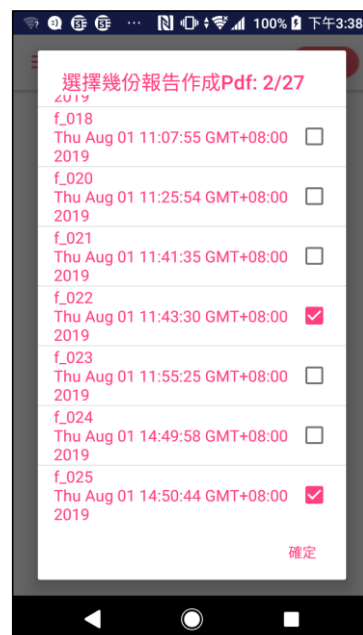 100% 下午3:38
選擇幾份報告作成Pdf: 2/27
2019
f_018
Thu Aug 01 11:07:55 GMT+08:00
2019
f_020
Thu Aug 01 11:25:54 GMT+08:00
2019
f_021
Thu Aug 01 11:41:35 GMT+08:00
2019
f_022
Thu Aug 01 11:43:30 GMT+08:00
2019
f_023
Thu Aug 01 11:55:25 GMT+08:00
2019
f_024
Thu Aug 01 14:49:58 GMT+08:00
2019
f_025
Thu Aug 01 14:50:44 GMT+08:00
2019
確定